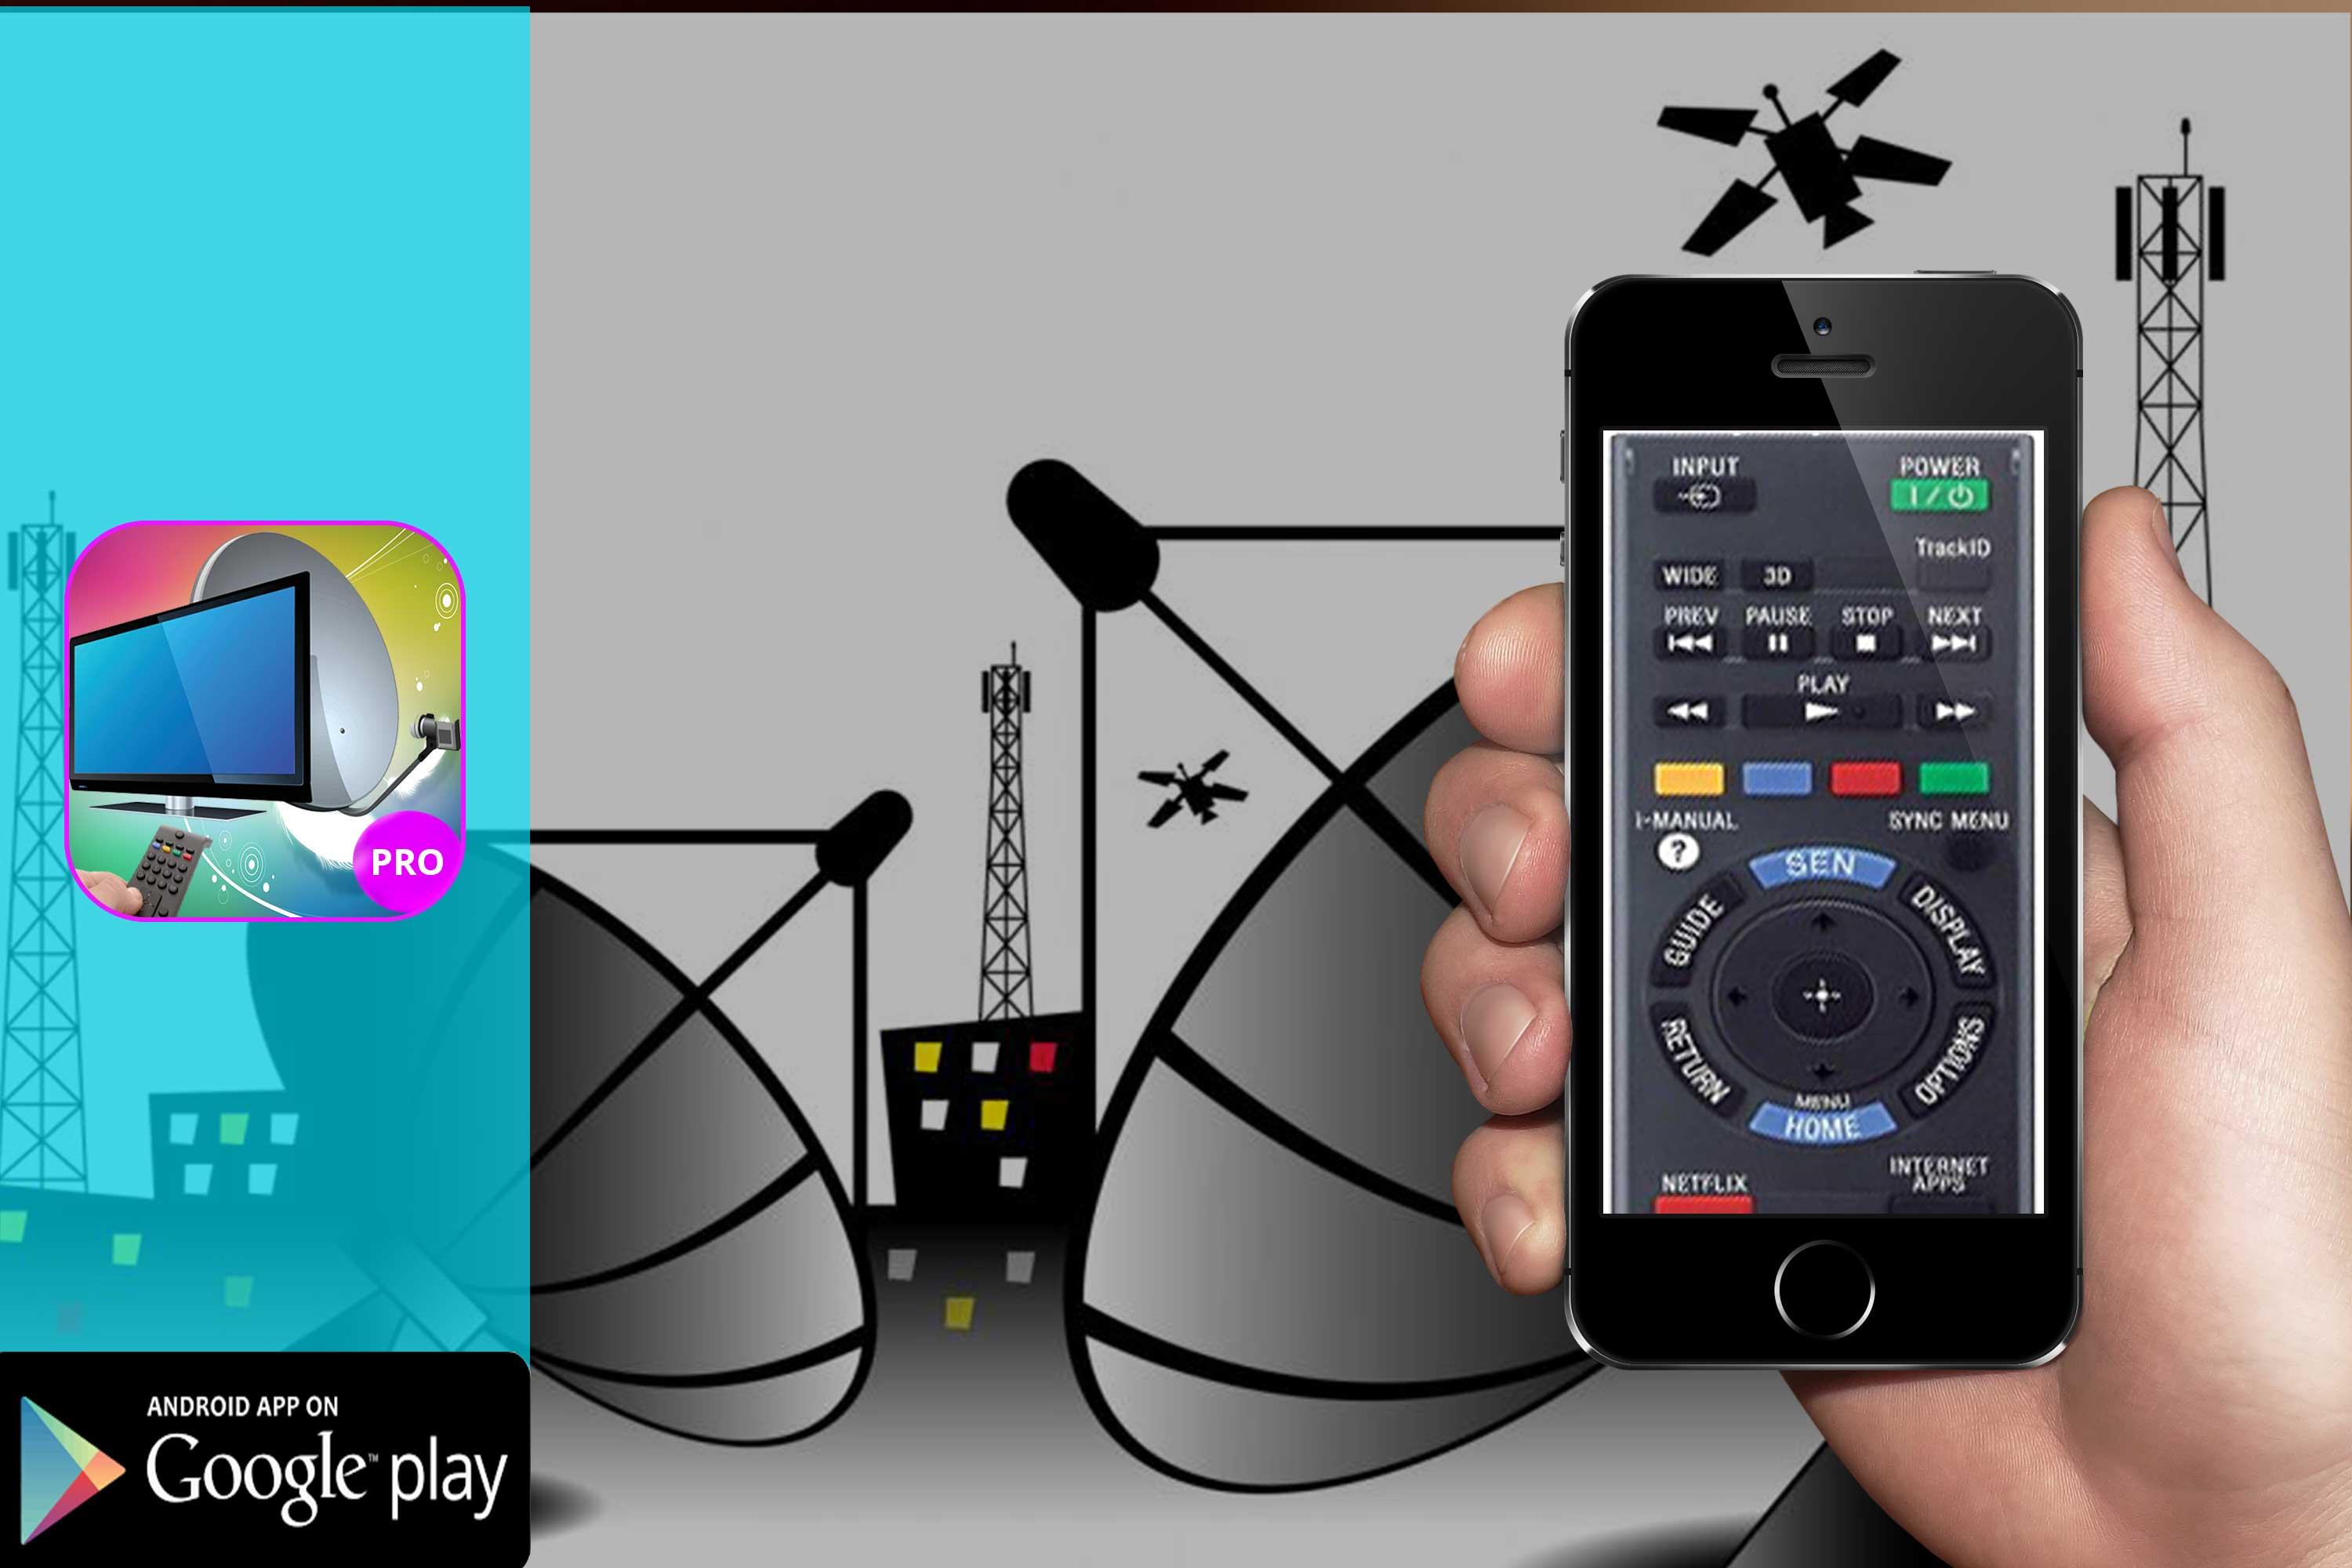 PRO
ANDROID APP ON
Google™ play
INPUT POWER
TrackID
WIDE 3D
PREV PAUSE STOP NEXT
PLAY
i-MANUAL SYNC MENU
?
SEN
GUIDE DISPLAY
RETURN OPTIONS
MENU
HOME
NETFLIX INTERNET
APPS